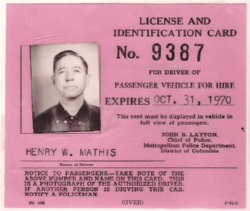 LICENSE AND
IDENTIFICATION CARD
No. 9387
FOR DRIVER OF
PASSENGER VEHICLE FOR HIRE
EXPIRES OCT. 31, 1970
This card must be displayed in vehicle in
full view of passengers.
JOHN B. LAYTON,
Chief of Police,
Metropolitan Police Department,
District of Columbia
HENRY W. MATHIS
Name of Driver
NOTICE TO PASSENGERS—TAKE NOTE OF
THE ABOVE NUMBER AND NAME ON THIS CARD. THIS
IS A PHOTOGRAPH OF THE AUTHORIZED DRIVER.
IF ANOTHER PERSON IS DRIVING THIS CAB,
NOTIFY A POLICEMAN.
(OVER)